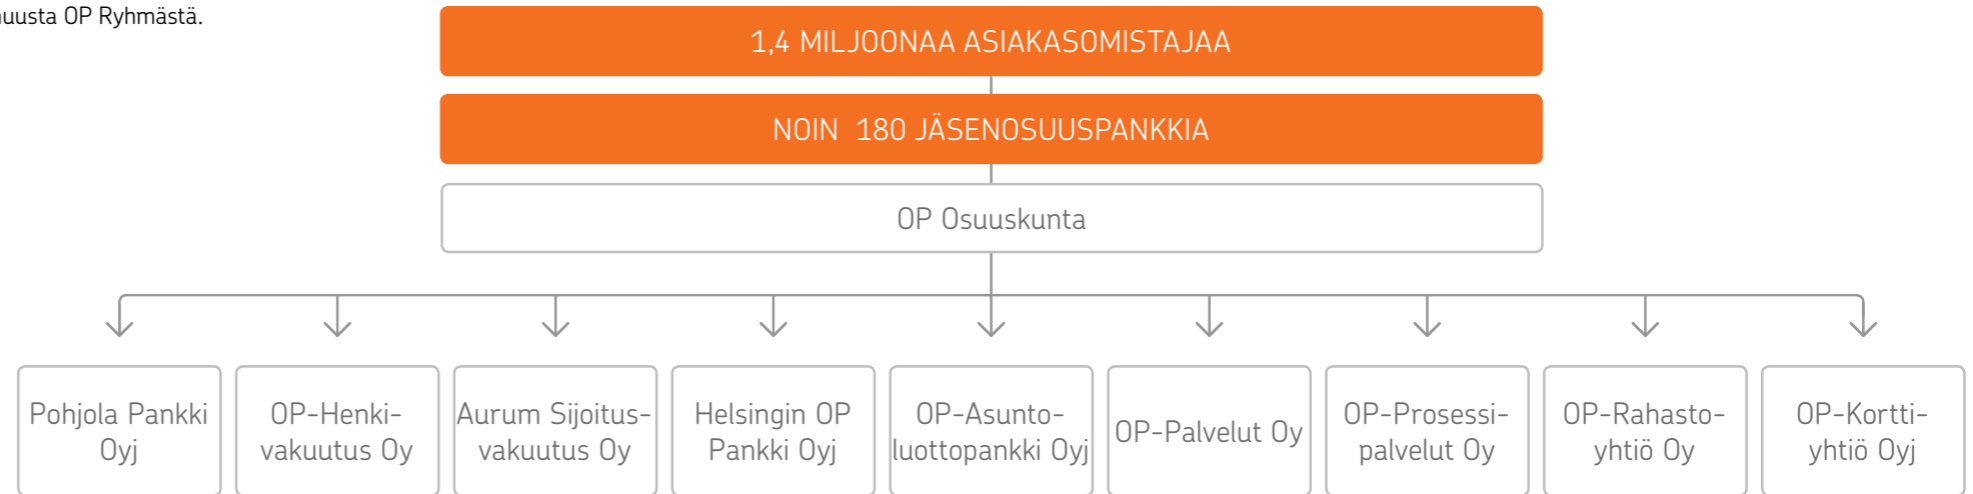 OP Ryhmästä.
1,4 MILJOONAA ASIAKASOMISTAJAA
NOIN 180 JÄSENOSUUSPANKKIA
OP Osuuskunta
Pohjola Pankki
Oyj
OP-Henki-
vakuutus Oy
Aurum Sijoitus-
vakuutus Oy
Helsingin OP
Pankki Oyj
OP-Asunto-
luottopankki Oyj
OP-Palvelut Oy
OP-Prosessi-
palvelut Oy
OP-Rahasto-
yhtiö Oy
OP-Kortti-
yhtiö Oyj